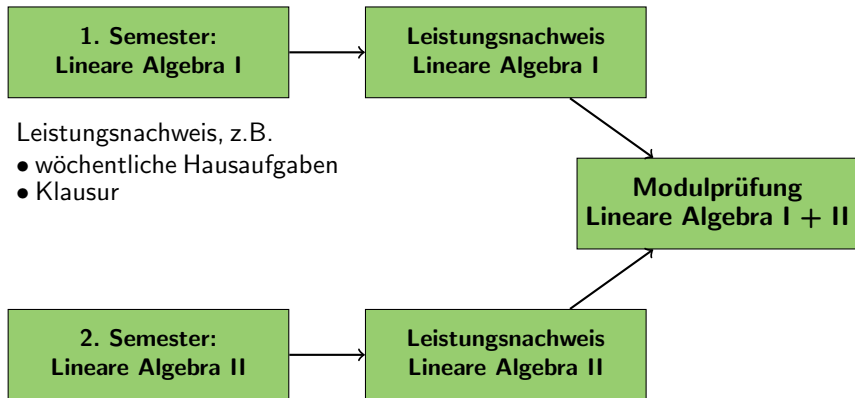 1. Semester:
Lineare Algebra I
Leistungsnachweis
Lineare Algebra I
Leistungsnachweis, z.B.
• wöchentliche Hausaufgaben
• Klausur
Modulprüfung
Lineare Algebra I + II
2. Semester:
Lineare Algebra II
Leistungsnachweis
Lineare Algebra II